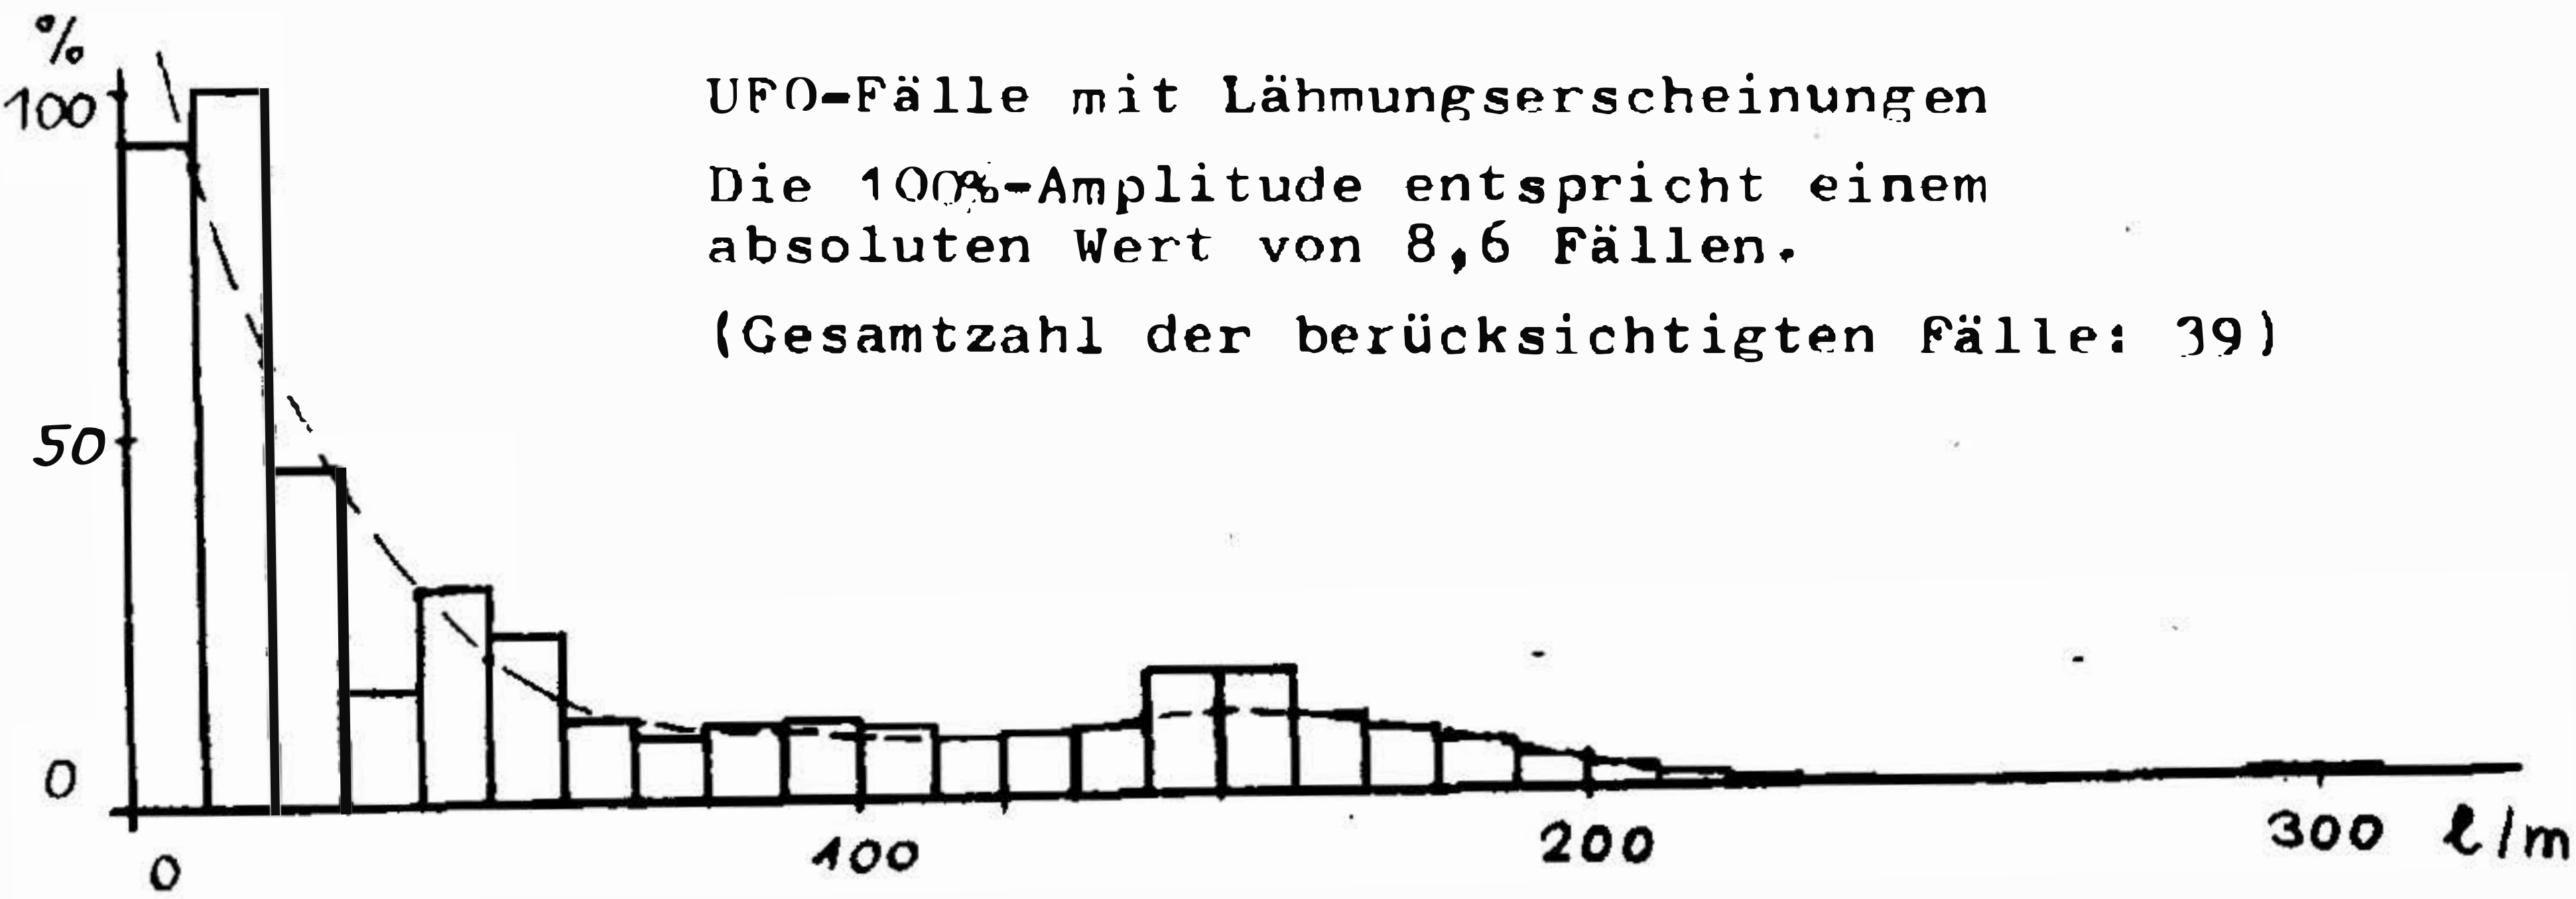 %
100
50
0
UFO-Fälle mit Lähmungserscheinungen
Die 100%-Amplitude entspricht einem
absoluten Wert von 8,6 Fällen.
(Gesamtzahl der berücksichtigten Fälle: 39)
0 100 200 300 l/m